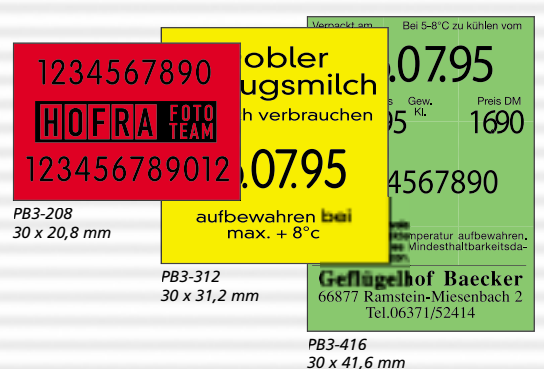 1234567890
HOFRA FOTO TEAM
123456789012
PB3-208
30 x 20,8 mm
obler
ugsmilch
h verbrauchen
.07.95
aufbewahren bei
max. + 8°c
PB3-312
30 x 31,2 mm
Verpackt am Bei 5-8°C zu kühlen vom
.07.95
s Gew. Kl. Preis DM
95 1690
4567890
temperatur aufbewahren.
Mindesthaltbarkeitsda-
Geflügelhof Baecker
66877 Ramstein-Miesenbach 2
Tel.06371/52414
PB3-416
30 x 41,6 mm